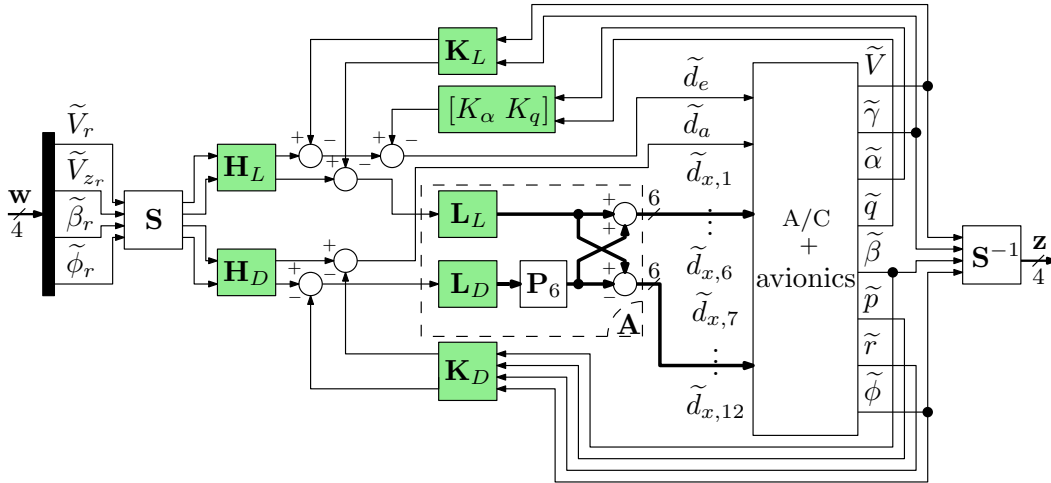 w
4
Ṽ_r
Ṽ_{z_r}
β̃_r
φ̃_r
S
H_L
H_D
+
−
+
−
−
+
−
+
K_L
[K_α K_q]
L_L
L_D
P_6
A
K_D
+
+
+
−
6
6
d̃_e
d̃_a
d̃_{x,1}
⋮
d̃_{x,6}
d̃_{x,7}
⋮
d̃_{x,12}
A/C
+
avionics
Ṽ
γ̃
α̃
q̃
β̃
p̃
r̃
φ̃
S^{−1}
z
4